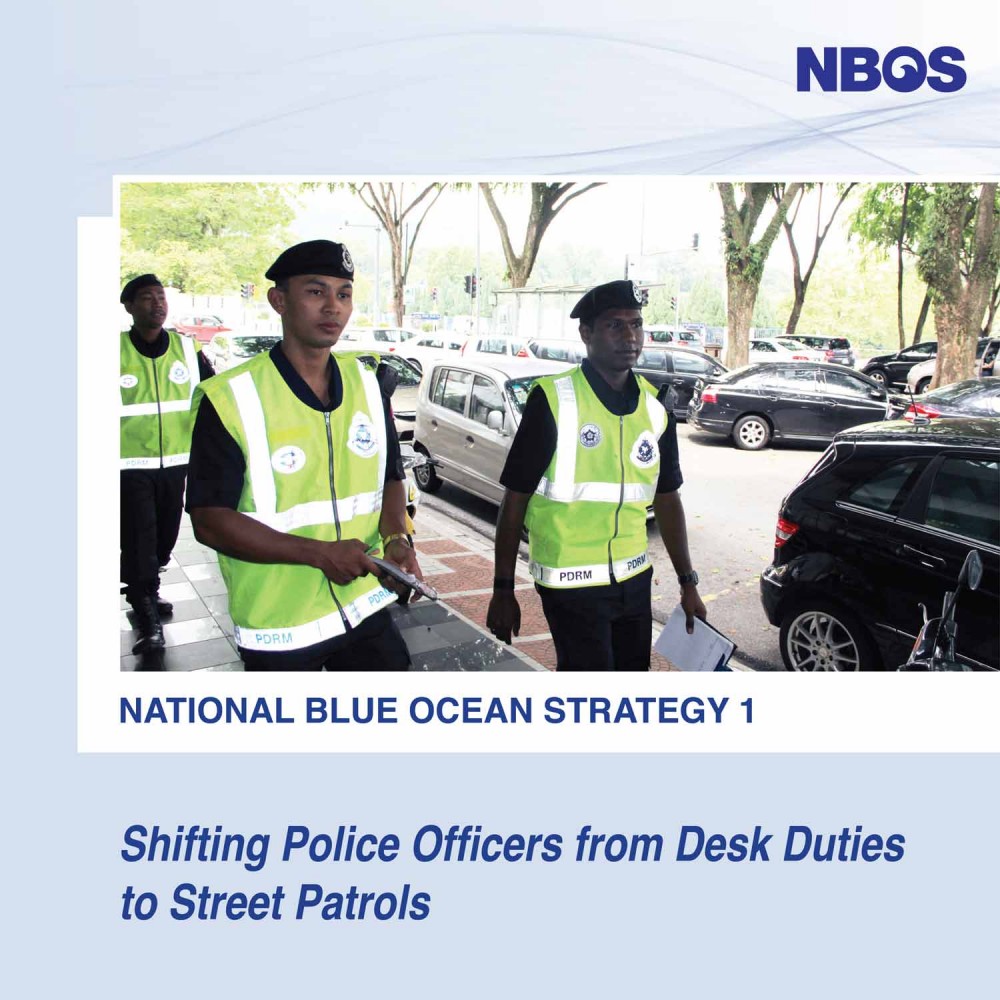 NBOS
PDRM
PDRM
PDRM
PDRM
PDRM
NATIONAL BLUE OCEAN STRATEGY 1
Shifting Police Officers from Desk Duties
to Street Patrols